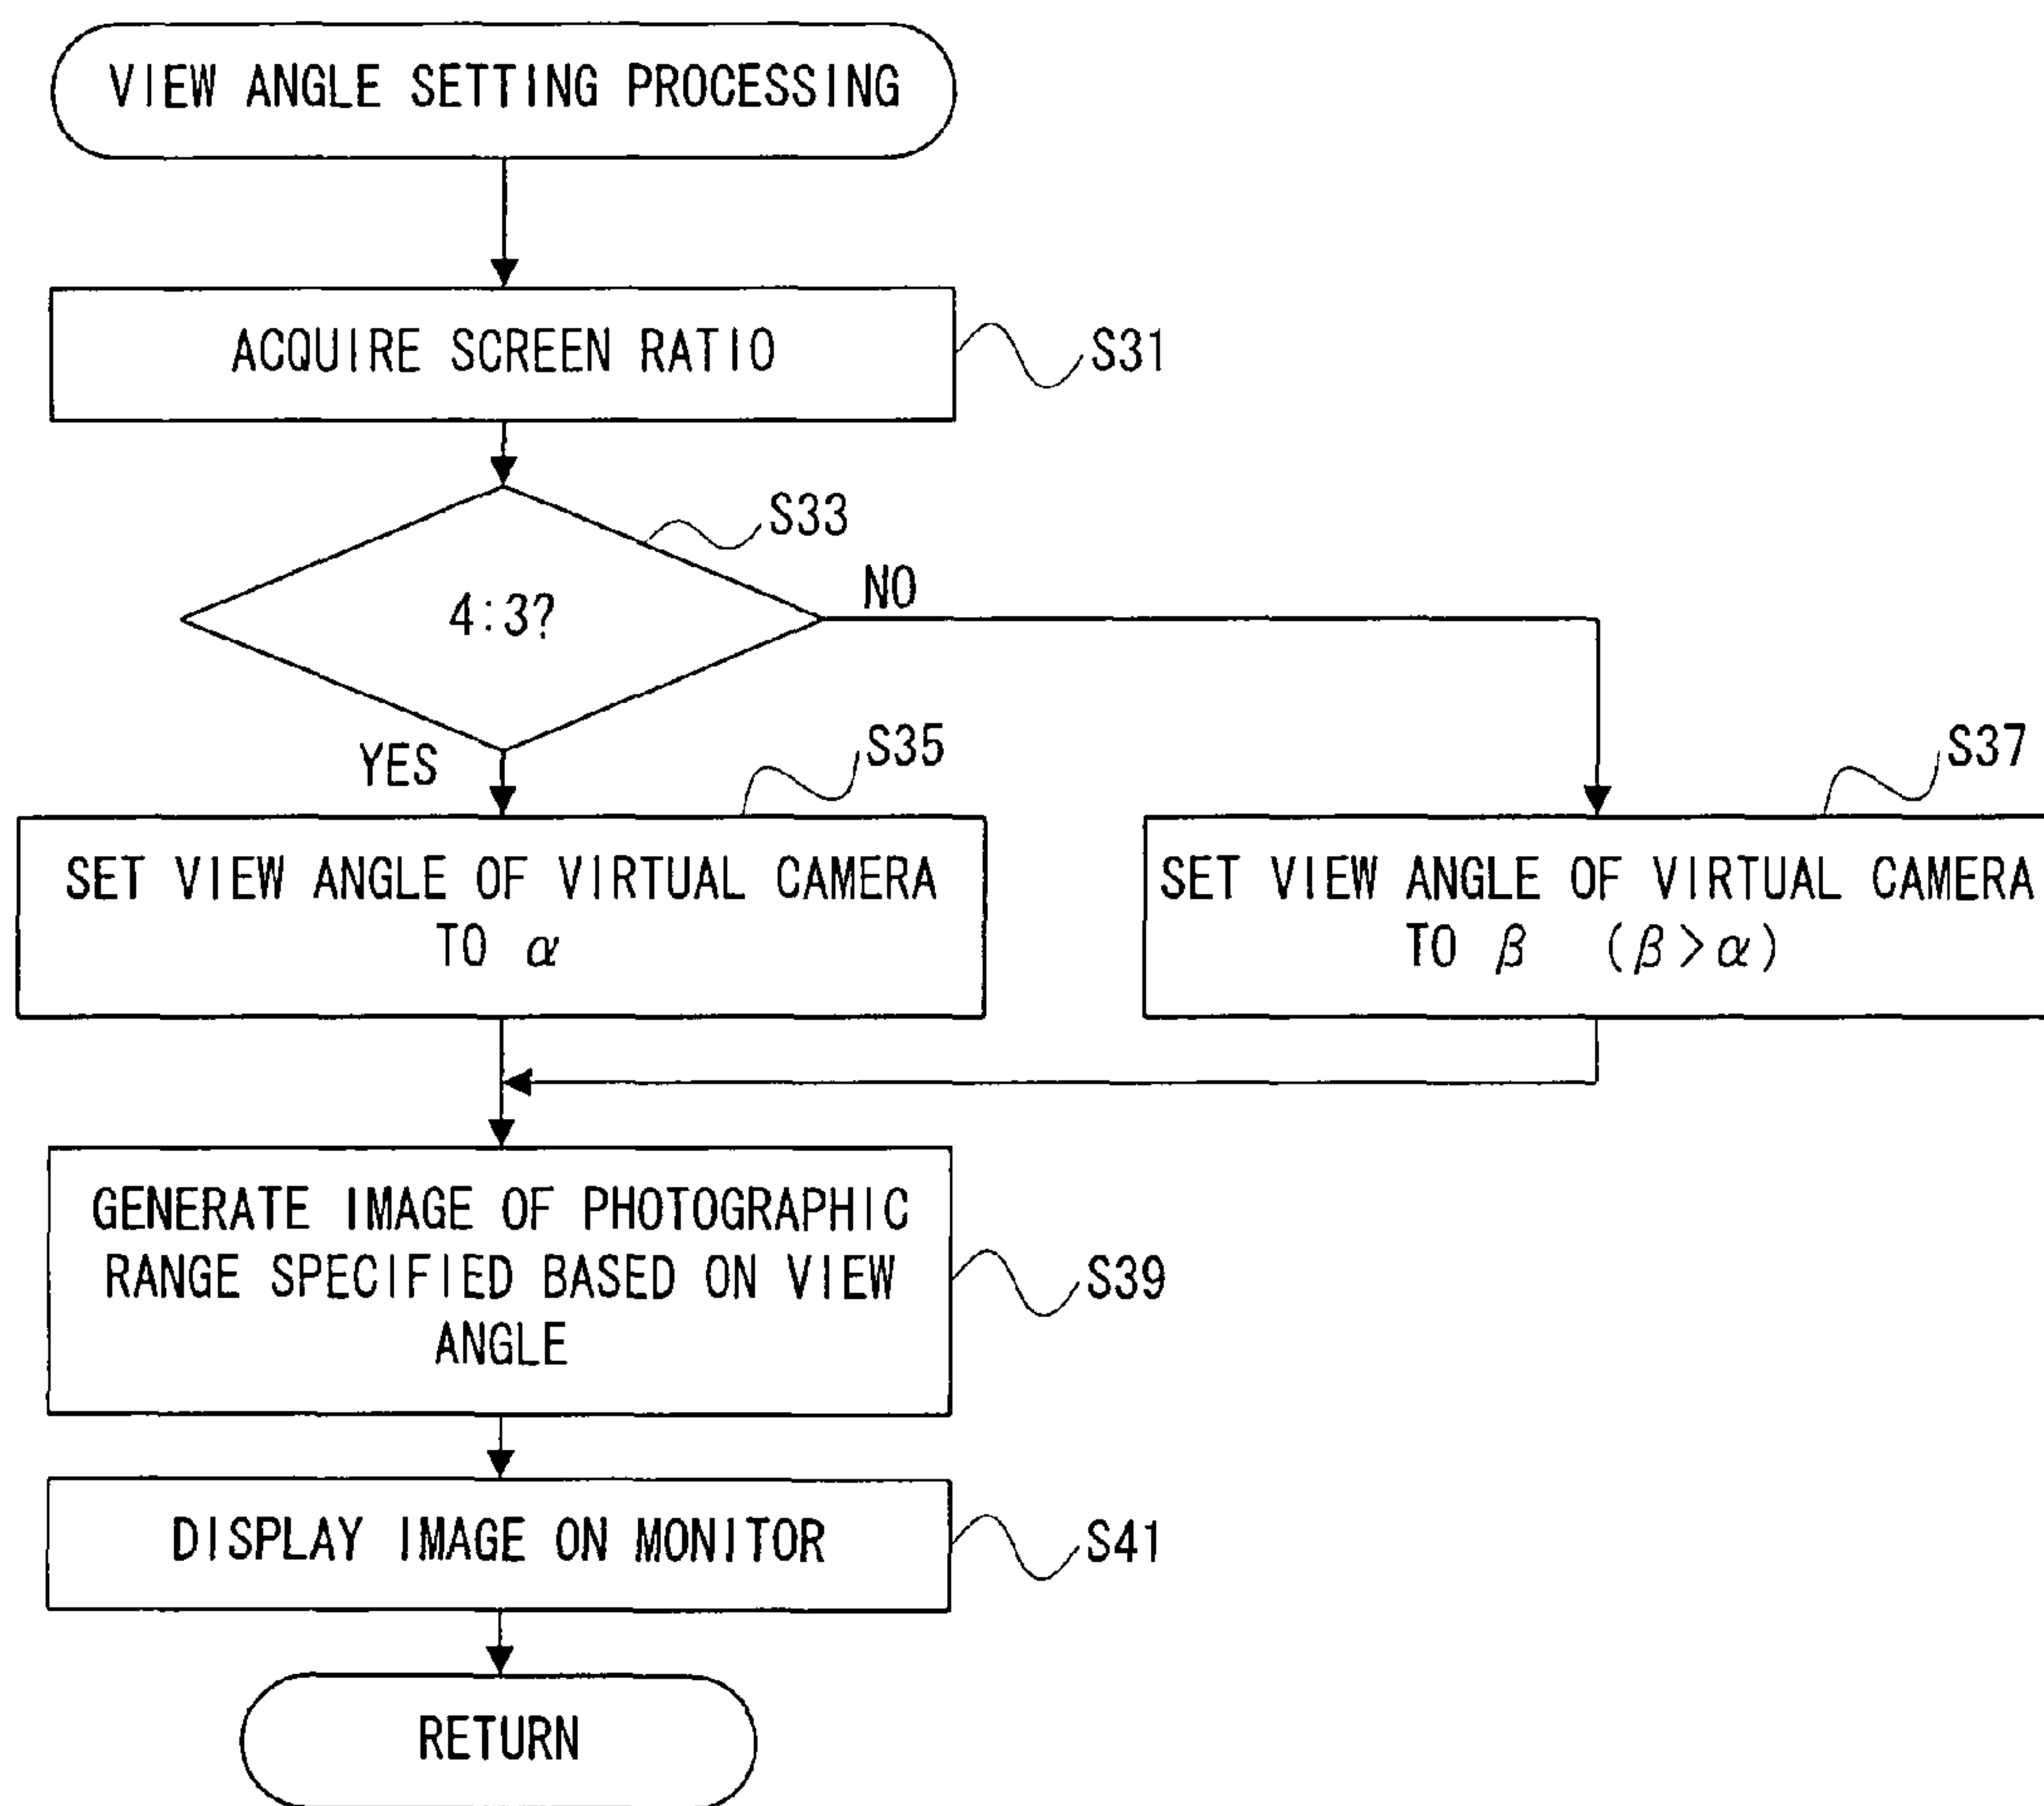 VIEW ANGLE SETTING PROCESSING
ACQUIRE SCREEN RATIO
S31
S33
4:3?
NO
YES
S35
SET VIEW ANGLE OF VIRTUAL CAMERA
TO α
S37
SET VIEW ANGLE OF VIRTUAL CAMERA
TO β (β>α)
GENERATE IMAGE OF PHOTOGRAPHIC
RANGE SPECIFIED BASED ON VIEW
ANGLE
S39
DISPLAY IMAGE ON MONITOR
S41
RETURN